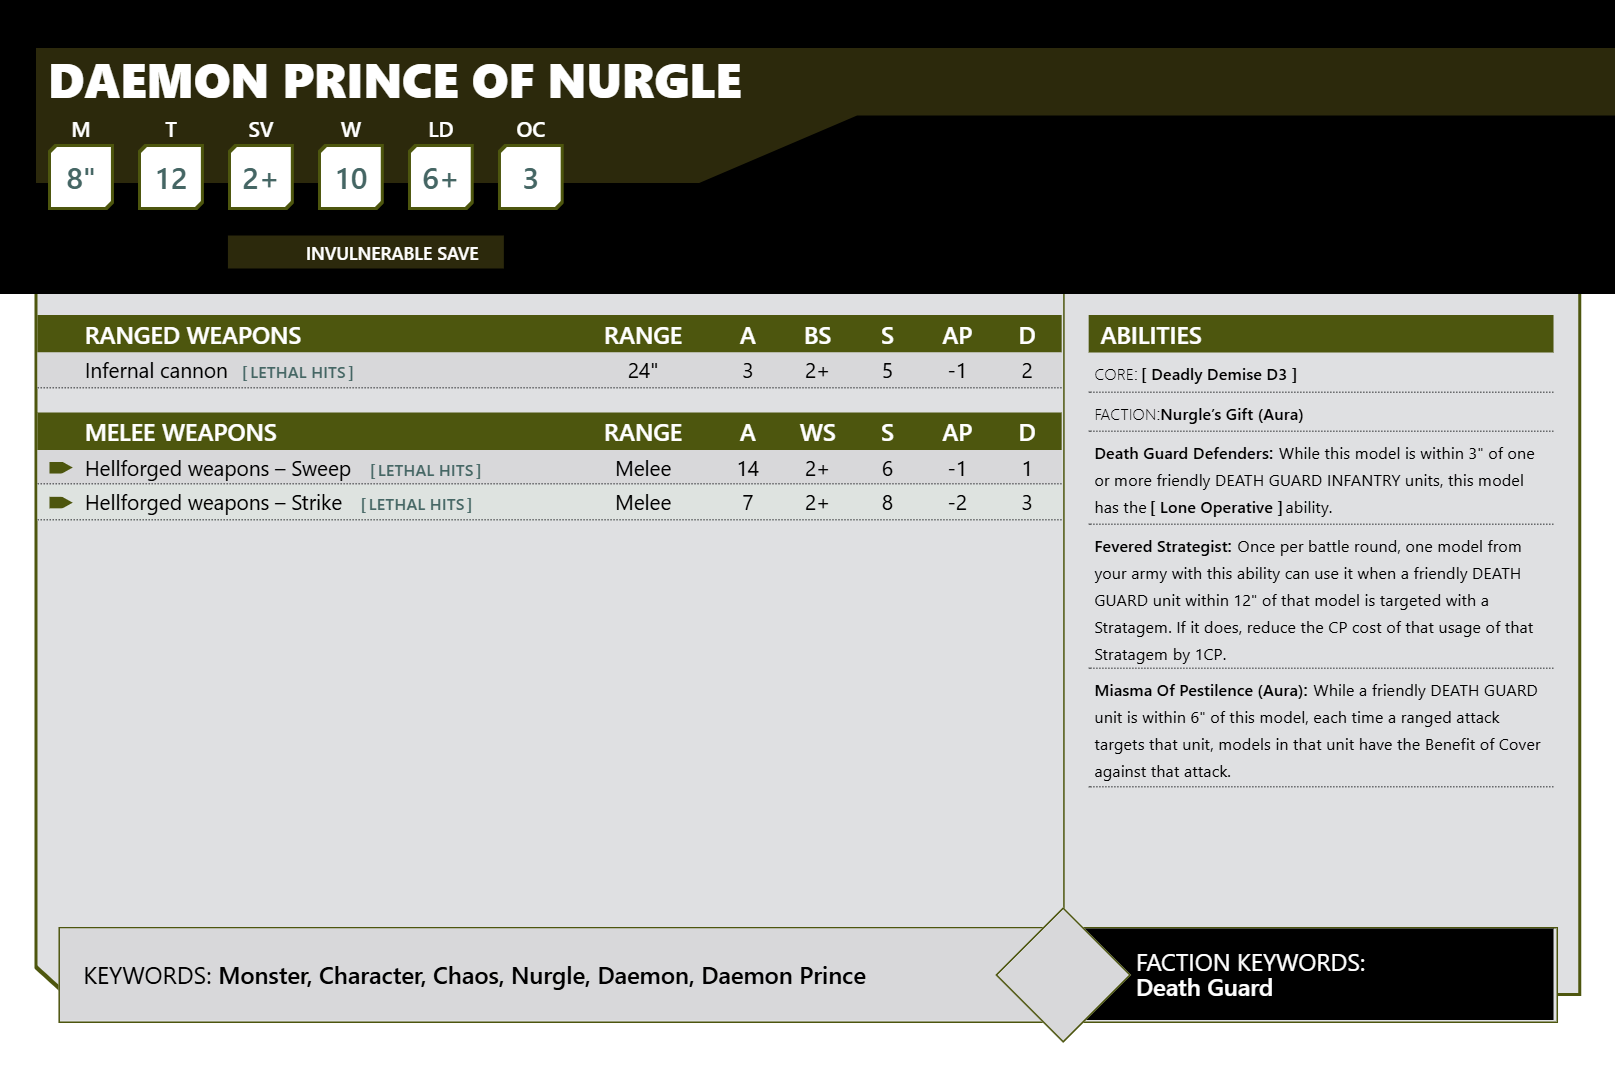 DAEMON PRINCE OF NURGLE
M T SV W LD OC
8" 12 2+ 10 6+ 3
INVULNERABLE SAVE
RANGED WEAPONS RANGE A BS S AP D
Infernal cannon [LETHAL HITS] 24" 3 2+ 5 -1 2
MELEE WEAPONS RANGE A WS S AP D
Hellforged weapons – Sweep [LETHAL HITS] Melee 14 2+ 6 -1 1
Hellforged weapons – Strike [LETHAL HITS] Melee 7 2+ 8 -2 3
ABILITIES
CORE: [ Deadly Demise D3 ]
FACTION:Nurgle’s Gift (Aura)
Death Guard Defenders: While this model is within 3" of one
or more friendly DEATH GUARD INFANTRY units, this model
has the [ Lone Operative ] ability.
Fevered Strategist: Once per battle round, one model from
your army with this ability can use it when a friendly DEATH
GUARD unit within 12" of that model is targeted with a
Stratagem. If it does, reduce the CP cost of that usage of that
Stratagem by 1CP.
Miasma Of Pestilence (Aura): While a friendly DEATH GUARD
unit is within 6" of this model, each time a ranged attack
targets that unit, models in that unit have the Benefit of Cover
against that attack.
KEYWORDS: Monster, Character, Chaos, Nurgle, Daemon, Daemon Prince
FACTION KEYWORDS:
Death Guard